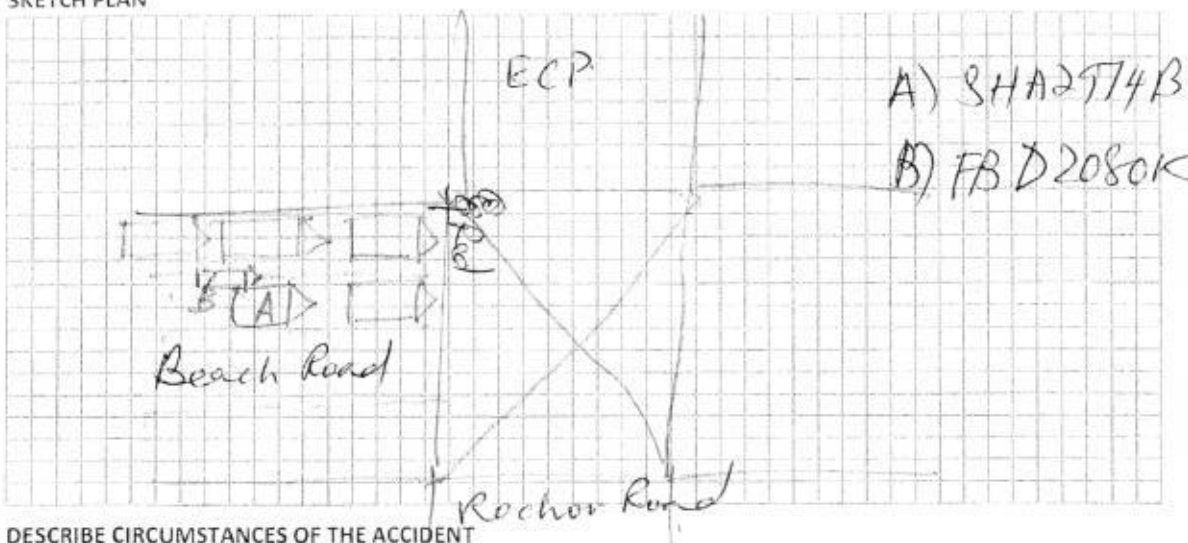 SKETCH PLAN
ECP
A) SHA2574B
B) FBD2080K
B A
Beach Road
Rochor Road
DESCRIBE CIRCUMSTANCES OF THE ACCIDENT